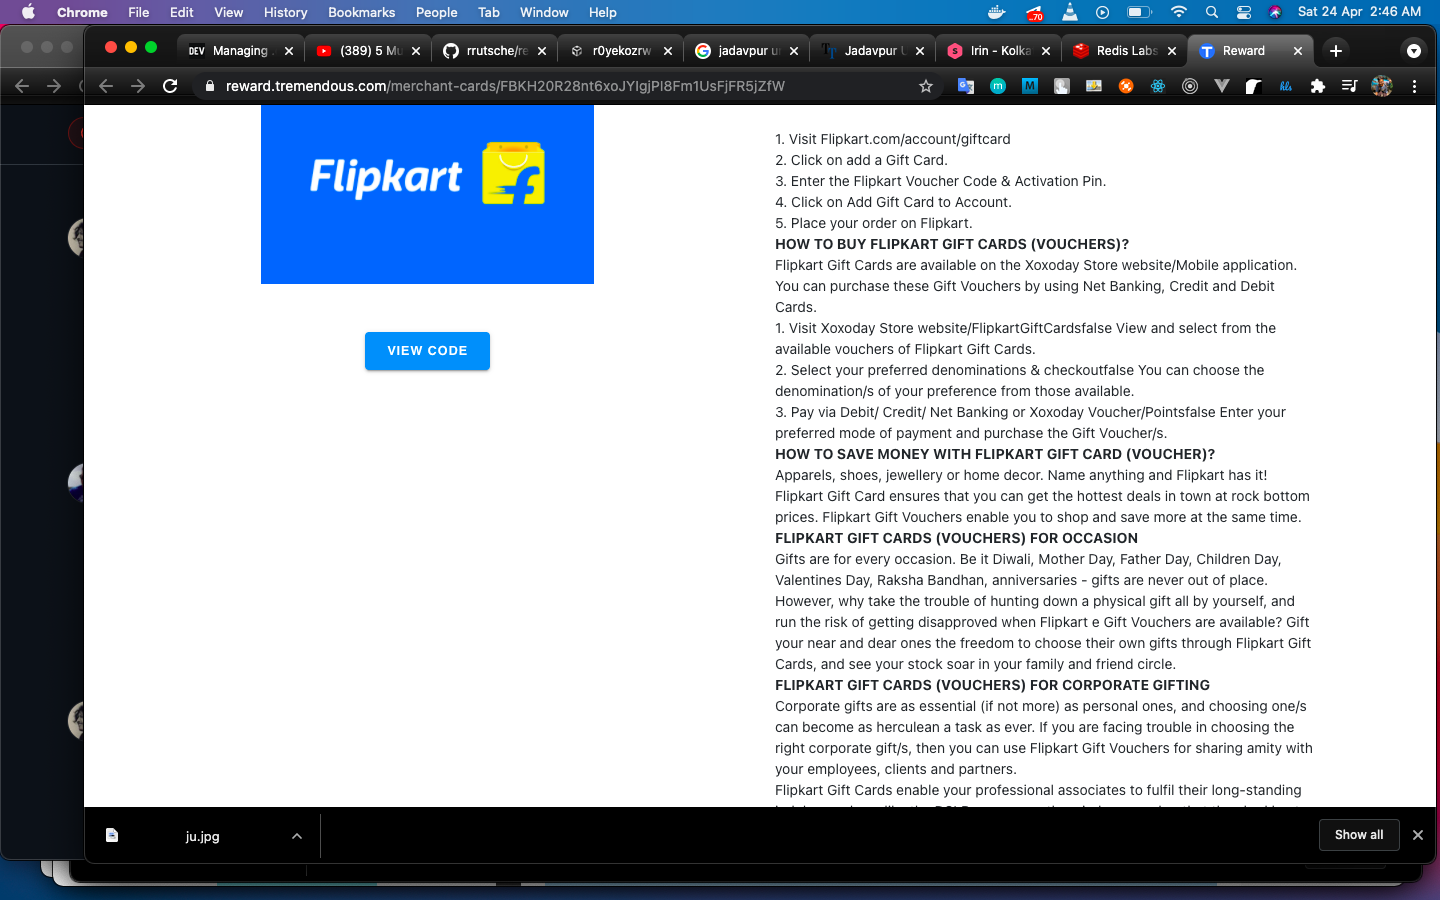 Chrome File Edit View History Bookmarks People Tab Window Help
70
Sat 24 Apr 2:46 AM
DEV Managing
(389) 5 Mu
rrutsche/re
r0yekozrw
jadavpur u
Jadavpur U
Irin - Kolka
Redis Labs
Reward
reward.tremendous.com/merchant-cards/FBKH20R28nt6xoJYIgjPI8Fm1UsFjFR5jZfW
Flipkart
VIEW CODE
1. Visit Flipkart.com/account/giftcard
2. Click on add a Gift Card.
3. Enter the Flipkart Voucher Code & Activation Pin.
4. Click on Add Gift Card to Account.
5. Place your order on Flipkart.
HOW TO BUY FLIPKART GIFT CARDS (VOUCHERS)?
Flipkart Gift Cards are available on the Xoxoday Store website/Mobile application.
You can purchase these Gift Vouchers by using Net Banking, Credit and Debit
Cards.
1. Visit Xoxoday Store website/FlipkartGiftCardsfalse View and select from the
available vouchers of Flipkart Gift Cards.
2. Select your preferred denominations & checkoutfalse You can choose the
denomination/s of your preference from those available.
3. Pay via Debit/ Credit/ Net Banking or Xoxoday Voucher/Pointsfalse Enter your
preferred mode of payment and purchase the Gift Voucher/s.
HOW TO SAVE MONEY WITH FLIPKART GIFT CARD (VOUCHER)?
Apparels, shoes, jewellery or home decor. Name anything and Flipkart has it!
Flipkart Gift Card ensures that you can get the hottest deals in town at rock bottom
prices. Flipkart Gift Vouchers enable you to shop and save more at the same time.
FLIPKART GIFT CARDS (VOUCHERS) FOR OCCASION
Gifts are for every occasion. Be it Diwali, Mother Day, Father Day, Children Day,
Valentines Day, Raksha Bandhan, anniversaries - gifts are never out of place.
However, why take the trouble of hunting down a physical gift all by yourself, and
run the risk of getting disapproved when Flipkart e Gift Vouchers are available? Gift
your near and dear ones the freedom to choose their own gifts through Flipkart Gift
Cards, and see your stock soar in your family and friend circle.
FLIPKART GIFT CARDS (VOUCHERS) FOR CORPORATE GIFTING
Corporate gifts are as essential (if not more) as personal ones, and choosing one/s
can become as herculean a task as ever. If you are facing trouble in choosing the
right corporate gift/s, then you can use Flipkart Gift Vouchers for sharing amity with
your employees, clients and partners.
Flipkart Gift Cards enable your professional associates to fulfil their long-standing
ju.jpg
Show all